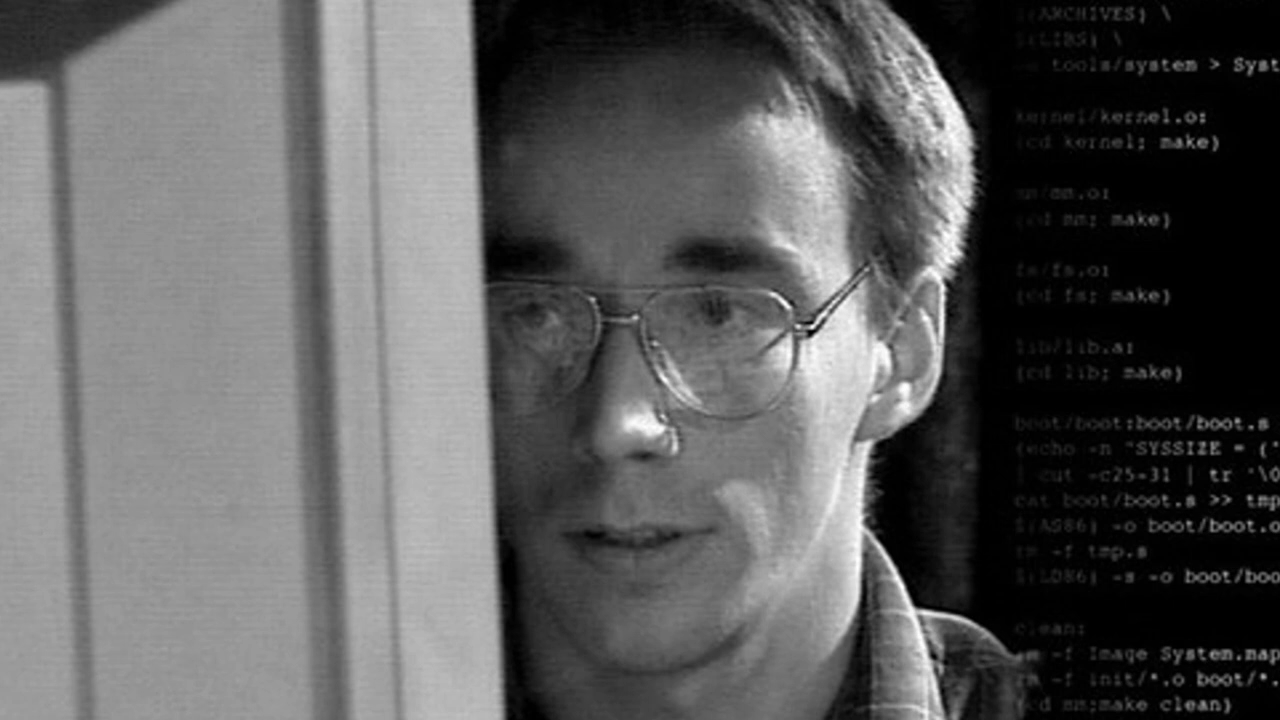 $(ARCHIVES) \
$(LIBS) \
tools/system > Syst
kernel/kernel.o:
(cd kernel; make)
mm/mm.o:
(cd mm; make)
fs/fs.o:
(cd fs; make)
lib/lib.a:
(cd lib; make)
boot/boot:boot/boot.s
(echo -n "SYSSIZE = ("
| cut -c25-31 | tr '\0
cat boot/boot.s >> tmp
$(AS86) -o boot/boot.o
rm -f tmp.s
$(LD86) -s -o boot/boo
clean:
rm -f Image System.map
rm -f init/*.o boot/*.
(cd mm;make clean)